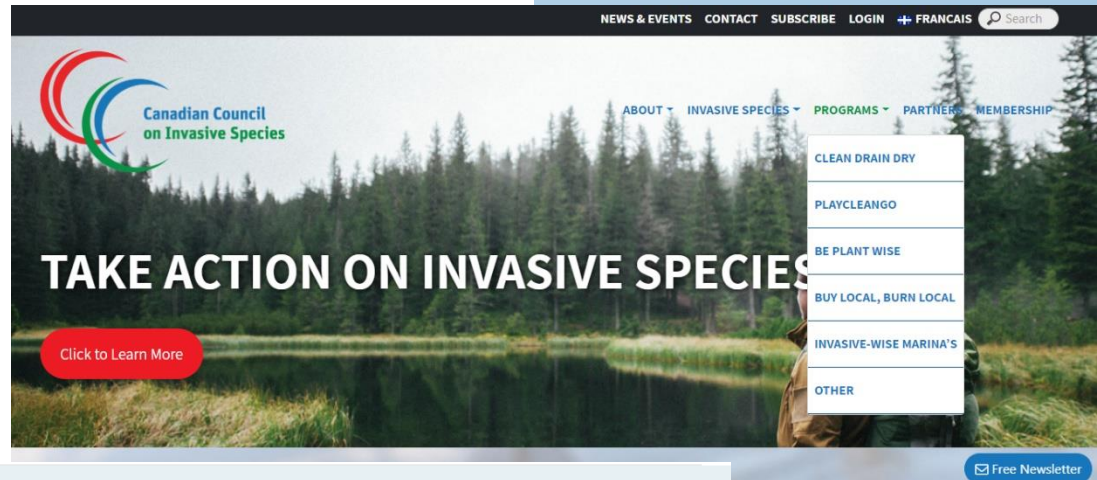 NEWS & EVENTS CONTACT SUBSCRIBE LOGIN FRANCAIS Search
Canadian Council
on Invasive Species
ABOUT INVASIVE SPECIES PROGRAMS PARTNERS MEMBERSHIP
CLEAN DRAIN DRY
PLAYCLEANGO
BE PLANT WISE
BUY LOCAL, BURN LOCAL
INVASIVE-WISE MARINA'S
OTHER
TAKE ACTION ON INVASIVE SPECIES
Click to Learn More
Free Newsletter